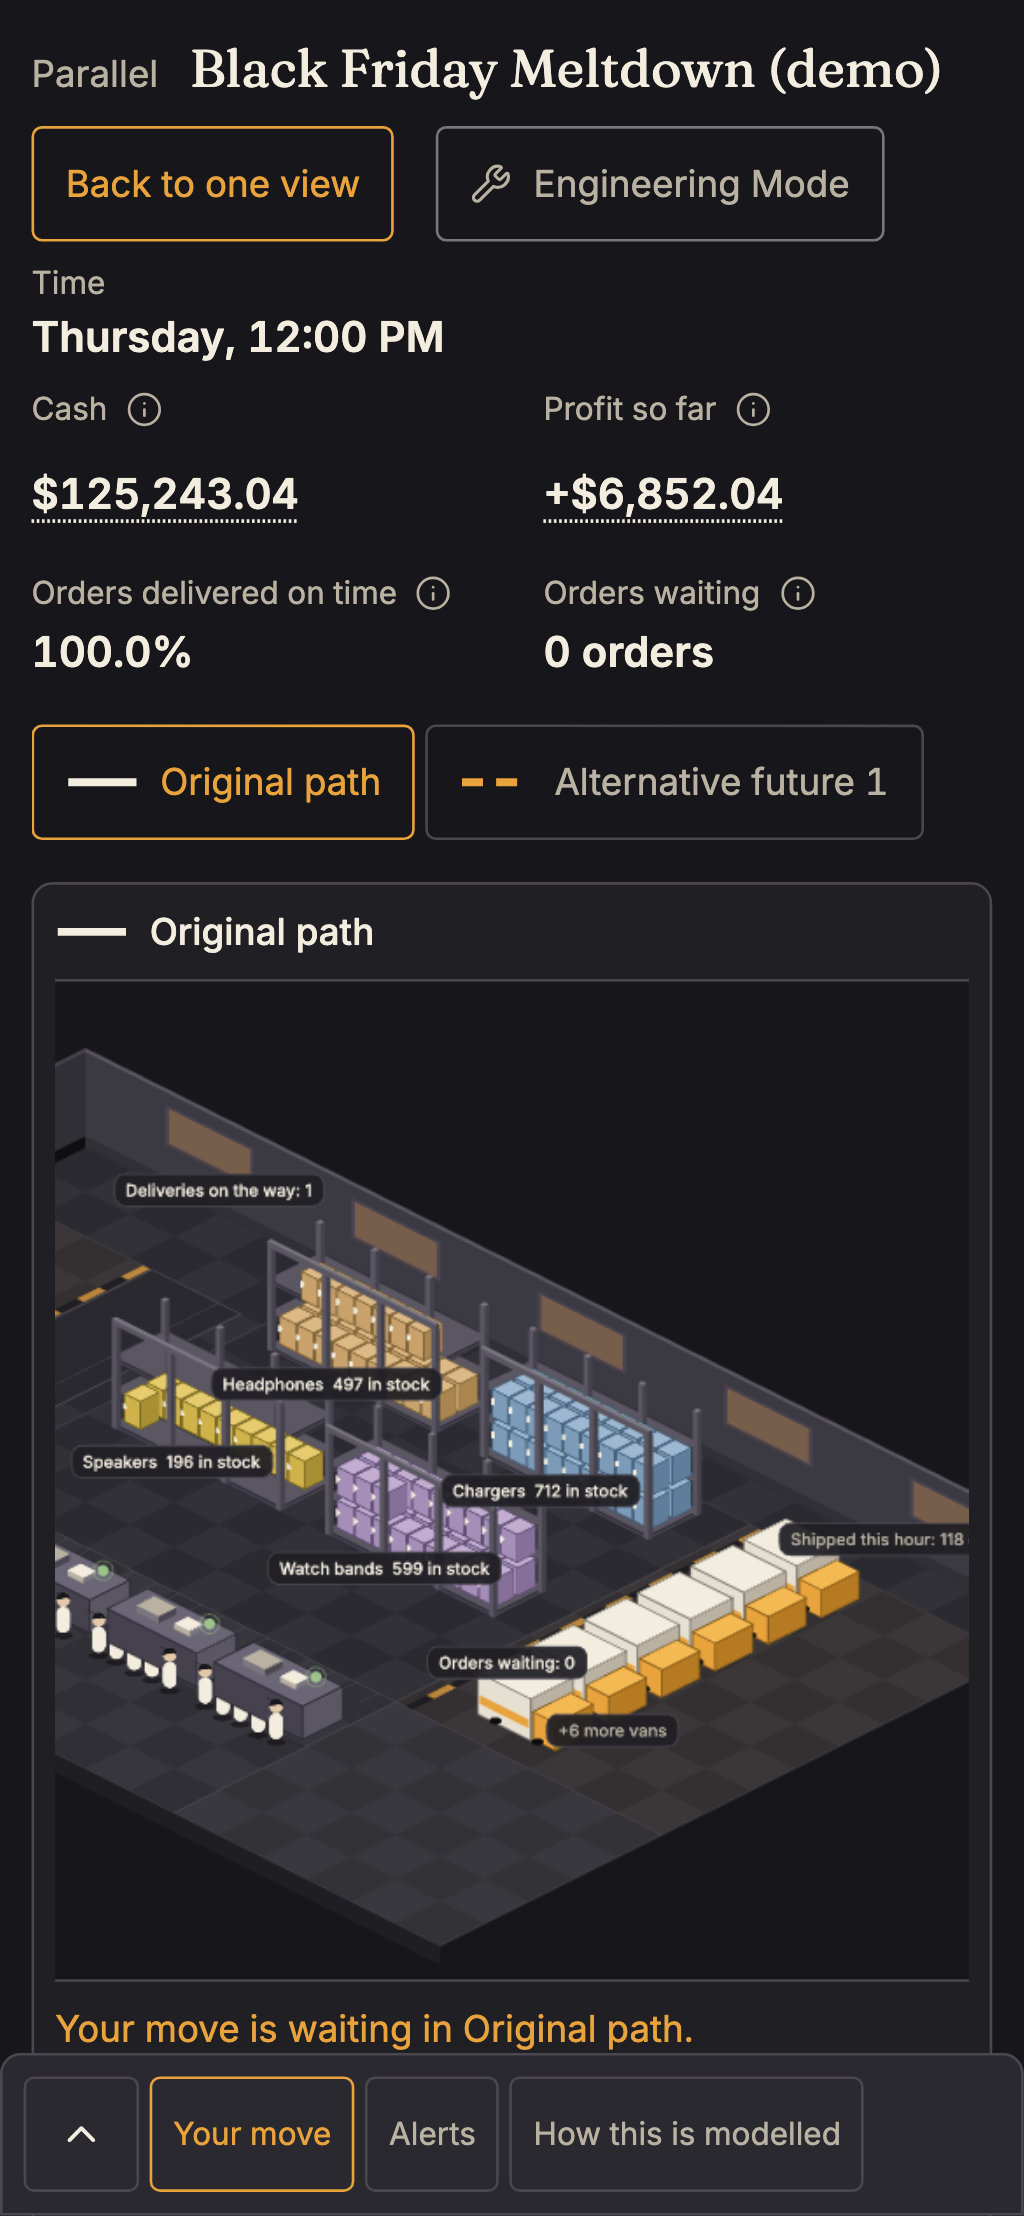 Parallel Black Friday Meltdown (demo)
Back to one view
Engineering Mode
Time
Thursday, 12:00 PM
Cash
Profit so far
$125,243.04
+$6,852.04
Orders delivered on time
Orders waiting
100.0%
0 orders
Original path
Alternative future 1
Original path
Deliveries on the way: 1
Headphones 497 in stock
Speakers 196 in stock
Chargers 712 in stock
Shipped this hour: 118
Watch bands 599 in stock
Orders waiting: 0
+6 more vans
Your move is waiting in Original path.
Your move
Alerts
How this is modelled